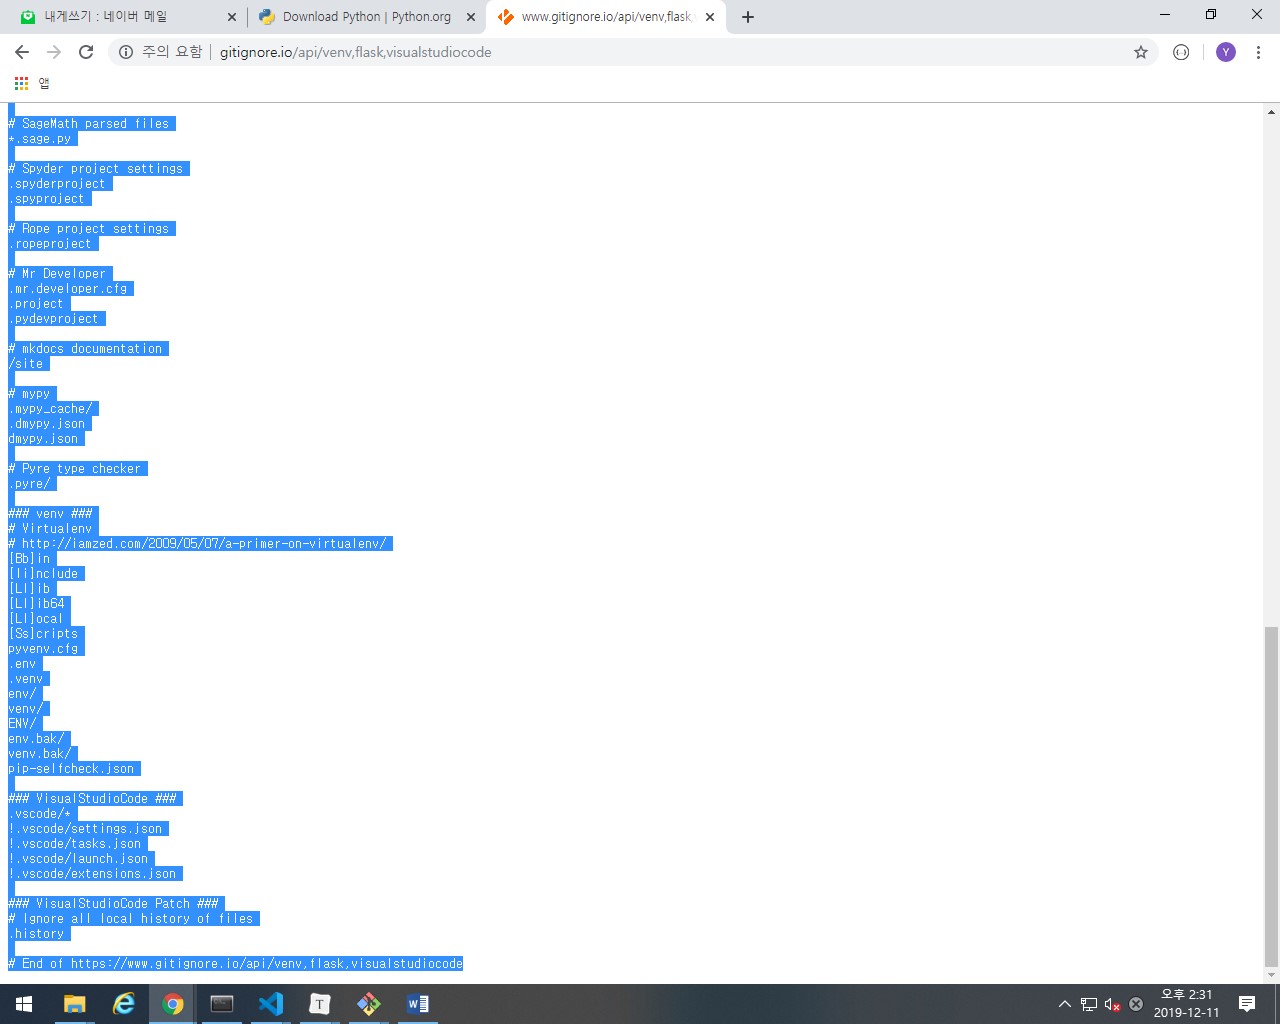 내게쓰기 : 네이버 메일
Download Python | Python.org
www.gitignore.io/api/venv,flask,
주의 요함
gitignore.io/api/venv,flask,visualstudiocode
Y
앱
# SageMath parsed files
*.sage.py
# Spyder project settings
.spyderproject
.spyproject
# Rope project settings
.ropeproject
# Mr Developer
.mr.developer.cfg
.project
.pydevproject
# mkdocs documentation
/site
# mypy
.mypy_cache/
.dmypy.json
dmypy.json
# Pyre type checker
.pyre/
### venv ###
# Virtualenv
# http://iamzed.com/2009/05/07/a-primer-on-virtualenv/
[Bb]in
[Ii]nclude
[Ll]ib
[Ll]ib64
[Ll]ocal
[Ss]cripts
pyvenv.cfg
.env
.venv
env/
venv/
ENV/
env.bak/
venv.bak/
pip-selfcheck.json
### VisualStudioCode ###
.vscode/*
!.vscode/settings.json
!.vscode/tasks.json
!.vscode/launch.json
!.vscode/extensions.json
### VisualStudioCode Patch ###
# Ignore all local history of files
.history
# End of https://www.gitignore.io/api/venv,flask,visualstudiocode
T
오후 2:31
2019-12-11